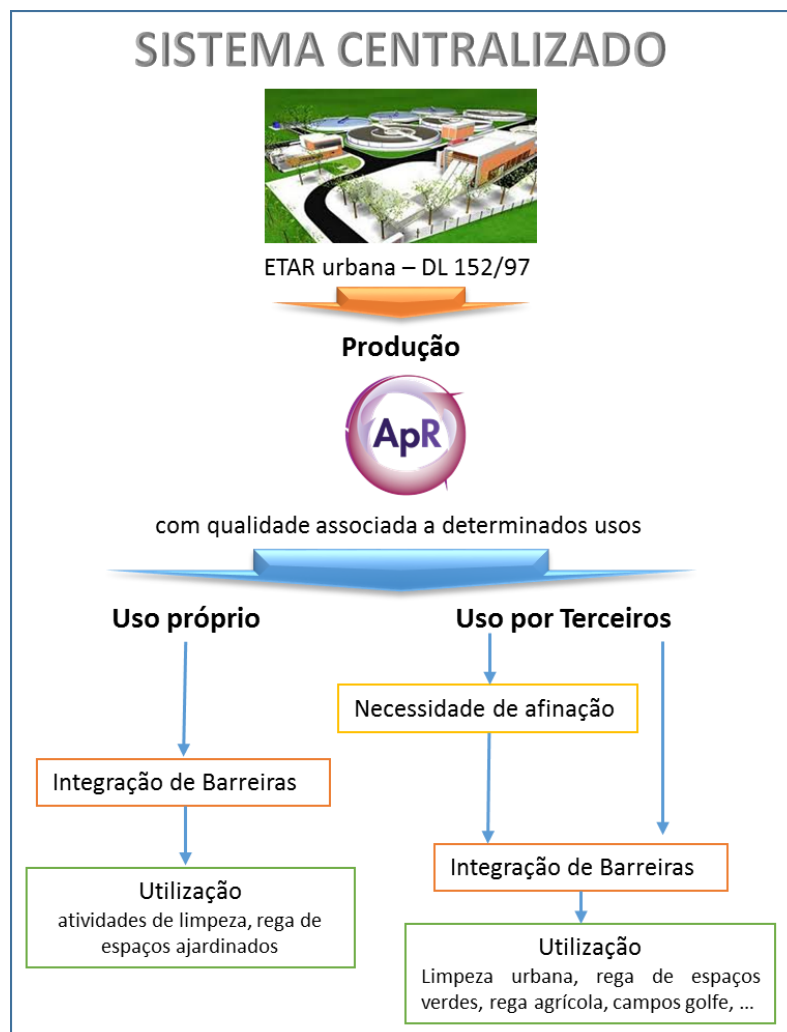 SISTEMA CENTRALIZADO
ETAR urbana – DL 152/97
Produção
ApR
com qualidade associada a determinados usos
Uso próprio
Uso por Terceiros
Necessidade de afinação
Integração de Barreiras
Integração de Barreiras
Utilização
atividades de limpeza, rega de
espaços ajardinados
Utilização
Limpeza urbana, rega de espaços
verdes, rega agrícola, campos golfe, ...